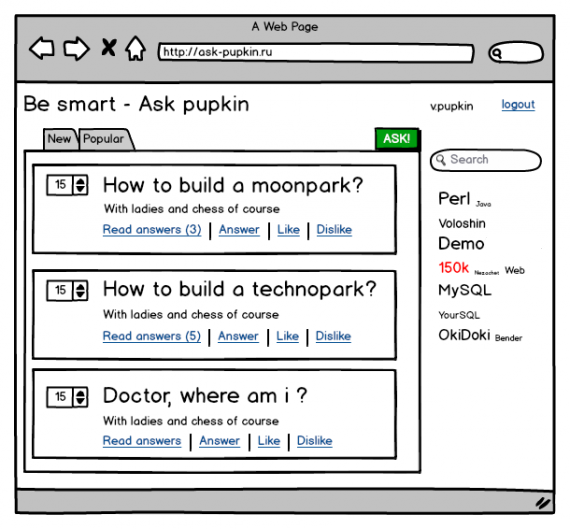 A Web Page
http://ask-pupkin.ru
Be smart - Ask pupkin
v.pupkin logout
New Popular
ASK!
Search
15 How to build a moonpark?
With ladies and chess of course
Read answers (3) | Answer | Like | Dislike
15 How to build a technopark?
With ladies and chess of course
Read answers (5) | Answer | Like | Dislike
15 Doctor, where am i ?
With ladies and chess of course
Read answers | Answer | Like | Dislike
Perl Java
Voloshin
Demo
150k Web
MySQL
YourSQL
OkiDoki Bender